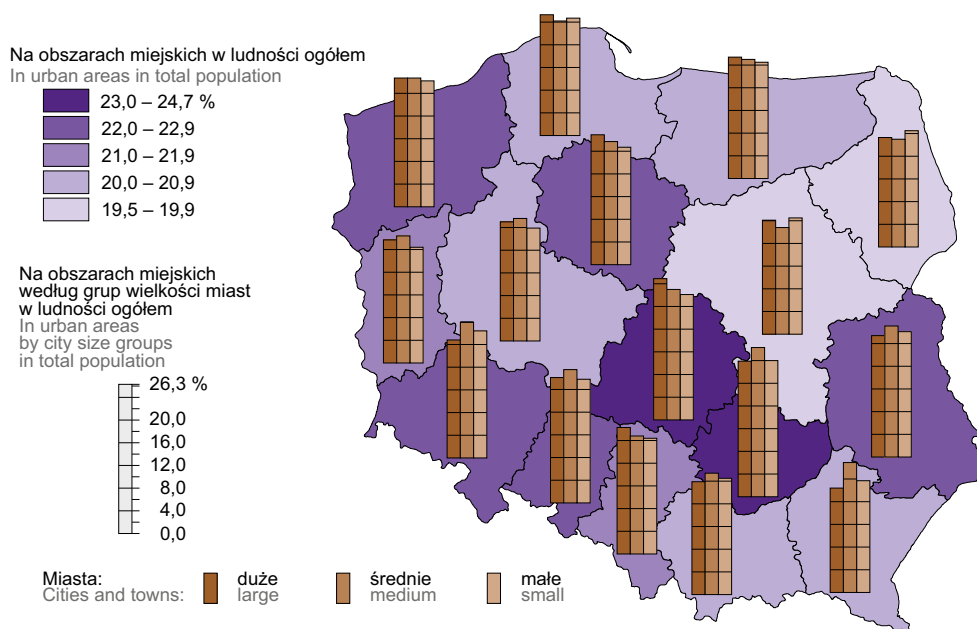 Na obszarach miejskich w ludności ogółem
In urban areas in total population
23,0 – 24,7 %
22,0 – 22,9
21,0 – 21,9
20,0 – 20,9
19,5 – 19,9
Na obszarach miejskich
według grup wielkości miast
w ludności ogółem
In urban areas
by city size groups
in total population
26,3 %
20,0
16,0
12,0
8,0
4,0
0,0
Miasta: duże średnie małe
Cities and towns: large medium small